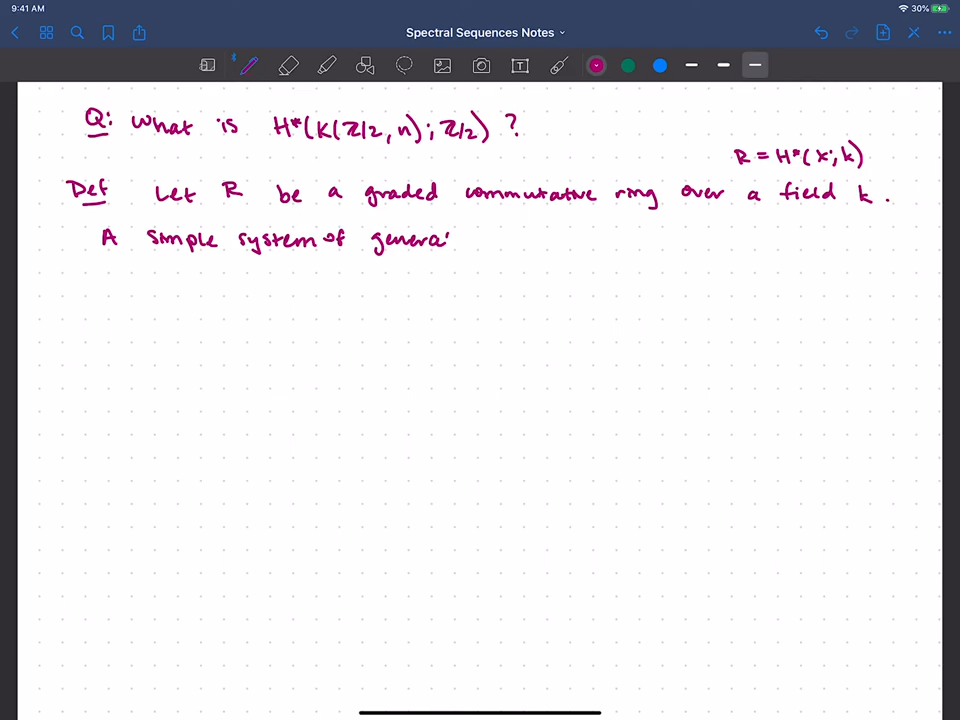 9:41 AM
30%
Spectral Sequences Notes
Q: What is H*(K(ℤ/2, n); ℤ/2) ?
R = H*(X; k)
Def Let R be a graded commutative ring over a field k.
A simple system of genera